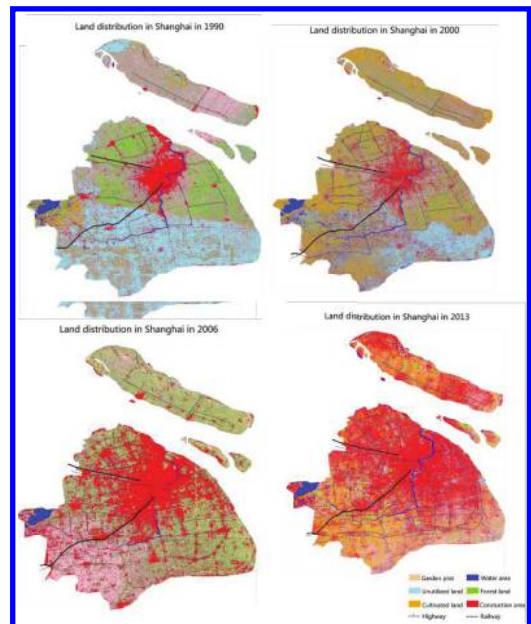 Land distribution in Shanghai in 1990
Land distribution in Shanghai in 2000
Land distribution in Shanghai in 2006
Land distribution in Shanghai in 2013
Garden plot
Water area
Unutilized land
Forest land
Cultivated land
Constrution area
Highway
Railway